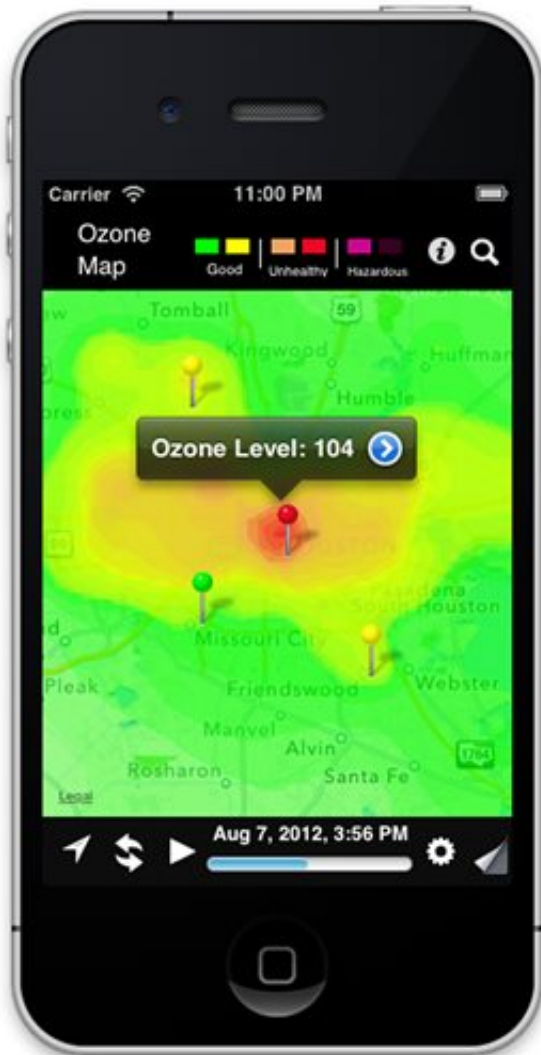 Carrier 11:00 PM
Ozone
Map
Good Unhealthy Hazardous
Tomball 59
Kingwood Huffman
Humble
Ozone Level: 104
Pasadena
South Houston
Missouri City
Pleak Friendswood Webster
Manvel
Alvin 1764
Rosharon Santa Fe
Legal
Aug 7, 2012, 3:56 PM